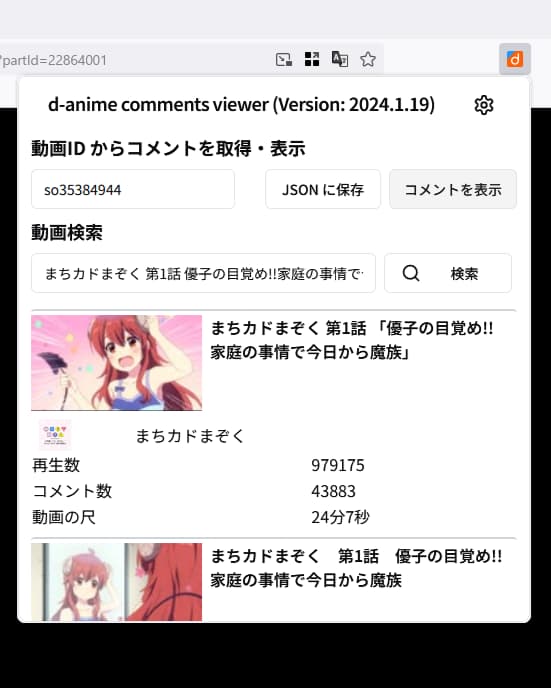 ?partId=22864001
d-anime comments viewer (Version: 2024.1.19)
動画ID からコメントを取得・表示
so35384944
JSON に保存
コメントを表示
動画検索
まちカドまぞく 第1話 優子の目覚め!!家庭の事情で
検索
まちカドまぞく 第1話 「優子の目覚め!!
家庭の事情で今日から魔族」
まちカドまぞく
再生数 979175
コメント数 43883
動画の尺 24分7秒
まちカドまぞく　第1話　優子の目覚め!!
家庭の事情で今日から魔族